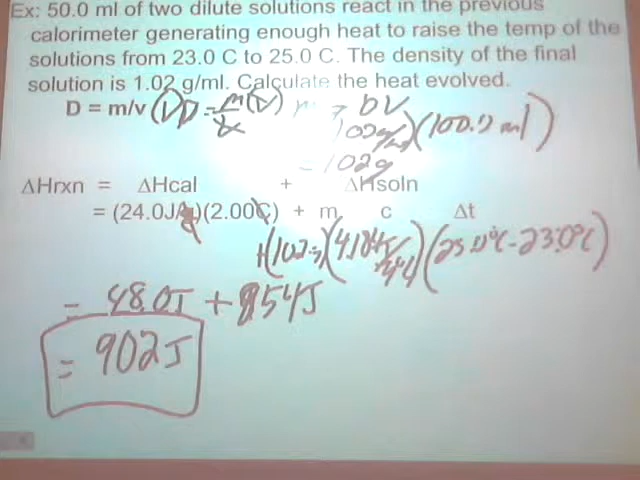 Ex: 50.0 ml of two dilute solutions react in the previous
calorimeter generating enough heat to raise the temp of the
solutions from 23.0 C to 25.0 C. The density of the final
solution is 1.02 g/ml. Calculate the heat evolved.
D = m/v (V)D = m(V) m = DV
V
(1.02g/ml)(100.0 ml)
= 102g
ΔHrxn = ΔHcal + ΔHsoln
= (24.0J/ )(2.00C) + m c Δt
+(102g)(4.184J/ )(25.0°C-23.0°C)
= 48.0J + 854J
= 902J